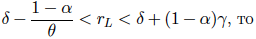 δ − (1 − α)/θ < r_L < δ + (1 − α)γ, то